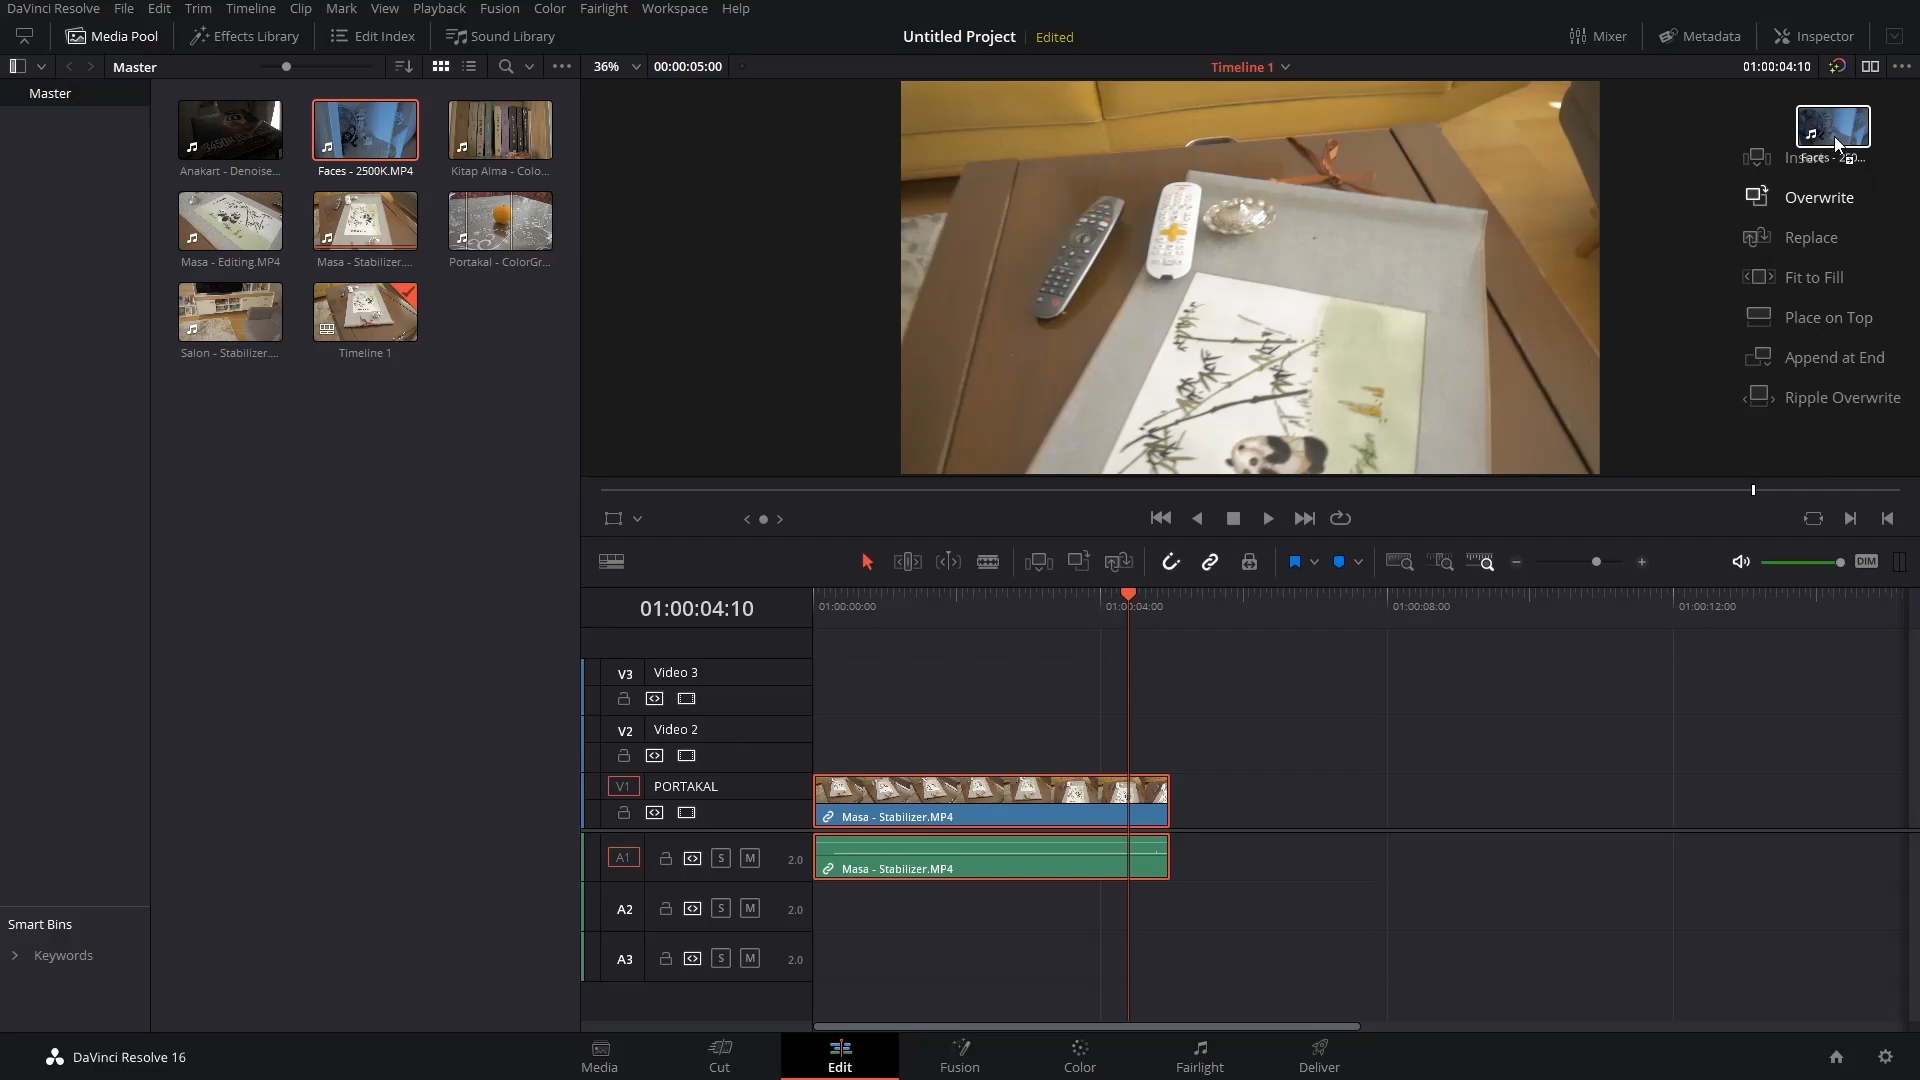 DaVinci Resolve File Edit Trim Timeline Clip Mark View Playback Fusion Color Fairlight Workspace Help
Media Pool Effects Library Edit Index Sound Library Untitled Project Edited Mixer Metadata Inspector
Master 36% 00:00:05:00 Timeline 1 01:00:04:10
Master
Anakart - Denoise... Faces - 2500K.MP4 Kitap Alma - Colo...
Masa - Editing.MP4 Masa - Stabilizer.... Portakal - ColorGr...
Salon - Stabilizer.... Timeline 1
Faces - 250...
Overwrite
Replace
Fit to Fill
Place on Top
Append at End
Ripple Overwrite
DIM
01:00:04:10 01:00:00:00 01:00:04:00 01:00:08:00 01:00:12:00
V3 Video 3
V2 Video 2
V1 PORTAKAL
Masa - Stabilizer.MP4
A1 S M 2.0
Masa - Stabilizer.MP4
A2 S M 2.0
A3 S M 2.0
Smart Bins
Keywords
DaVinci Resolve 16 Media Cut Edit Fusion Color Fairlight Deliver